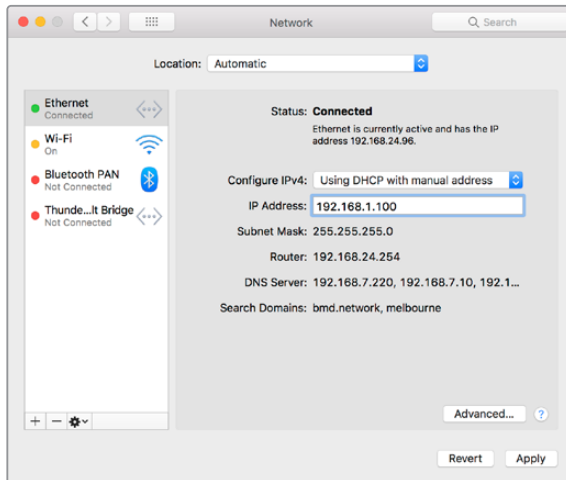 Network
Search
Location: Automatic
Ethernet
Connected
Wi-Fi
On
Bluetooth PAN
Not Connected
Thunde...lt Bridge
Not Connected
Status: Connected
Ethernet is currently active and has the IP
address 192.168.24.96.
Configure IPv4: Using DHCP with manual address
IP Address: 192.168.1.100
Subnet Mask: 255.255.255.0
Router: 192.168.24.254
DNS Server: 192.168.7.220, 192.168.7.10, 192.1...
Search Domains: bmd.network, melbourne
Advanced... ?
Revert Apply